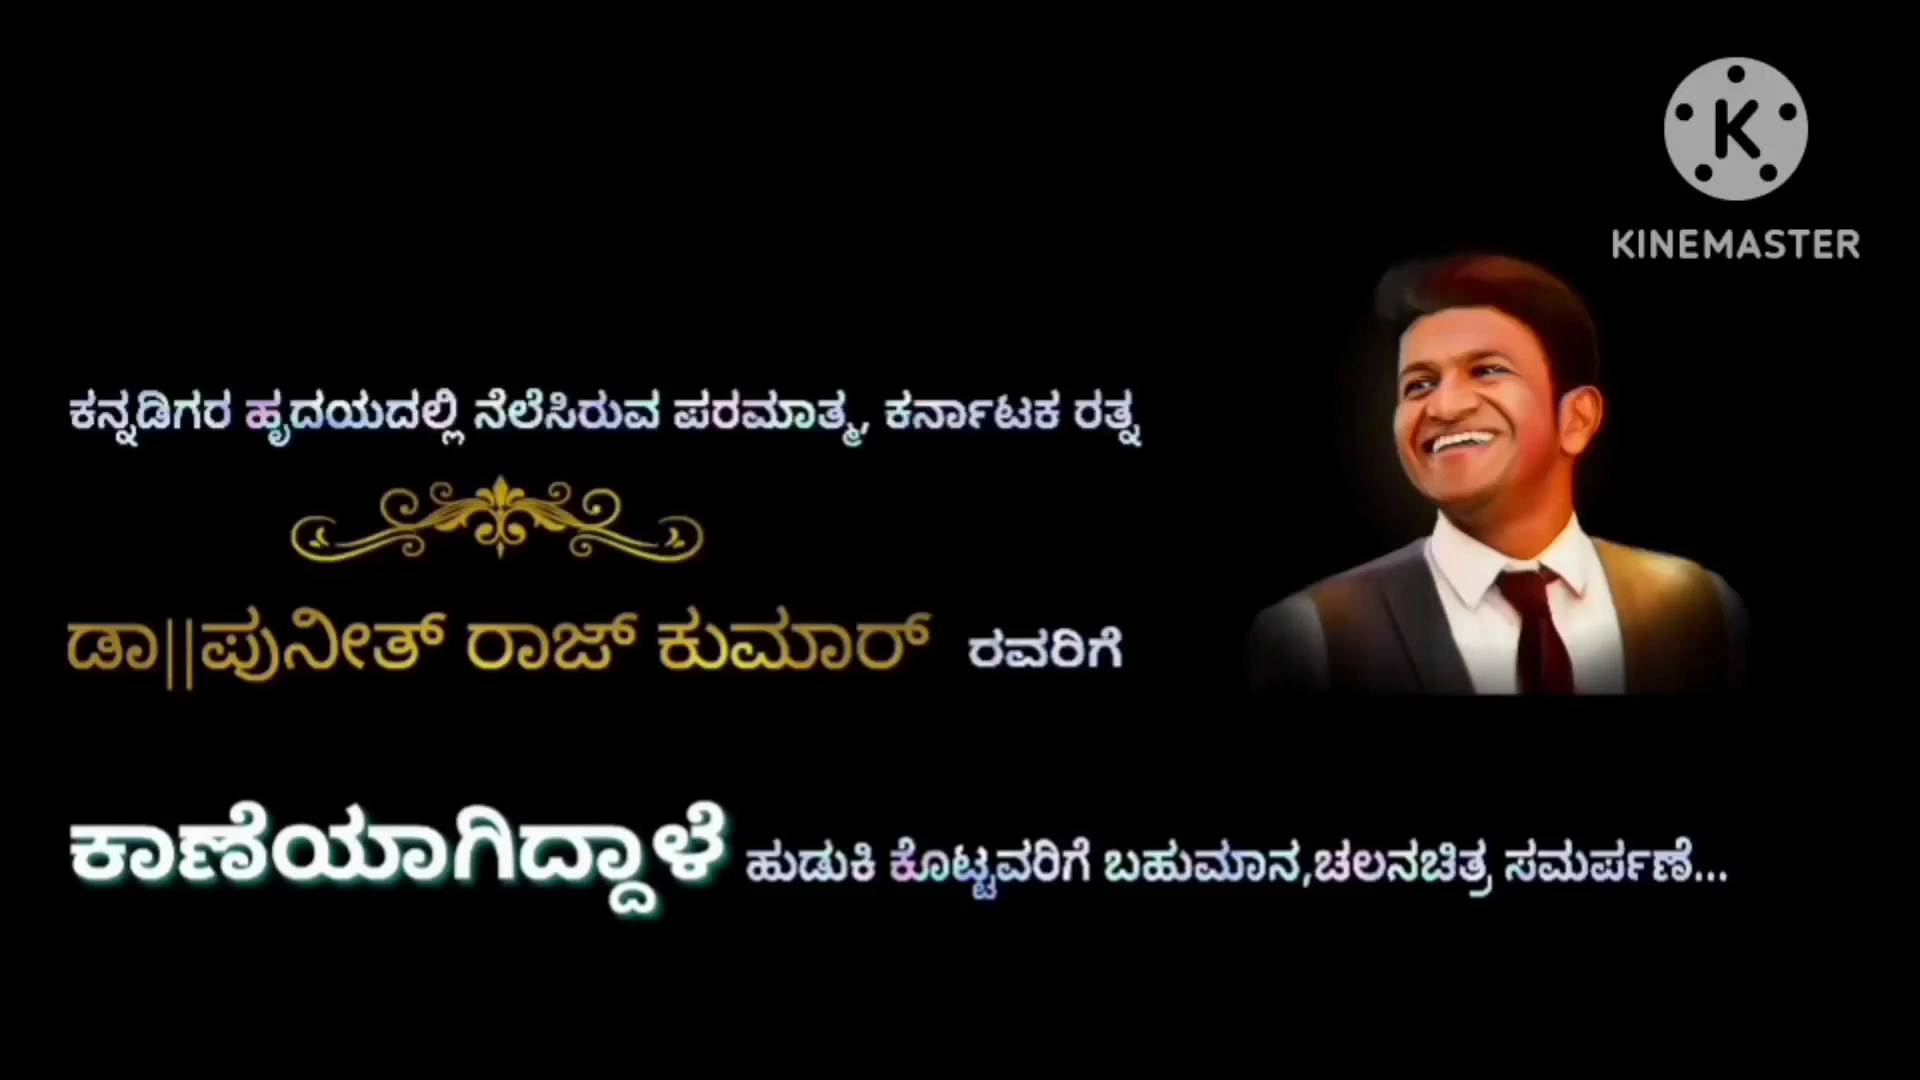 KINEMASTER
ಕನ್ನಡಿಗರ ಹೃದಯದಲ್ಲಿ ನೆಲೆಸಿರುವ ಪರಮಾತ್ಮ, ಕರ್ನಾಟಕ ರತ್ನ
ಡಾ||ಪುನೀತ್ ರಾಜ್ ಕುಮಾರ್ ರವರಿಗೆ
ಕಾಣೆಯಾಗಿದ್ದಾಳೆ ಹುಡುಕಿ ಕೊಟ್ಟವರಿಗೆ ಬಹುಮಾನ,ಚಲನಚಿತ್ರ ಸಮರ್ಪಣೆ...